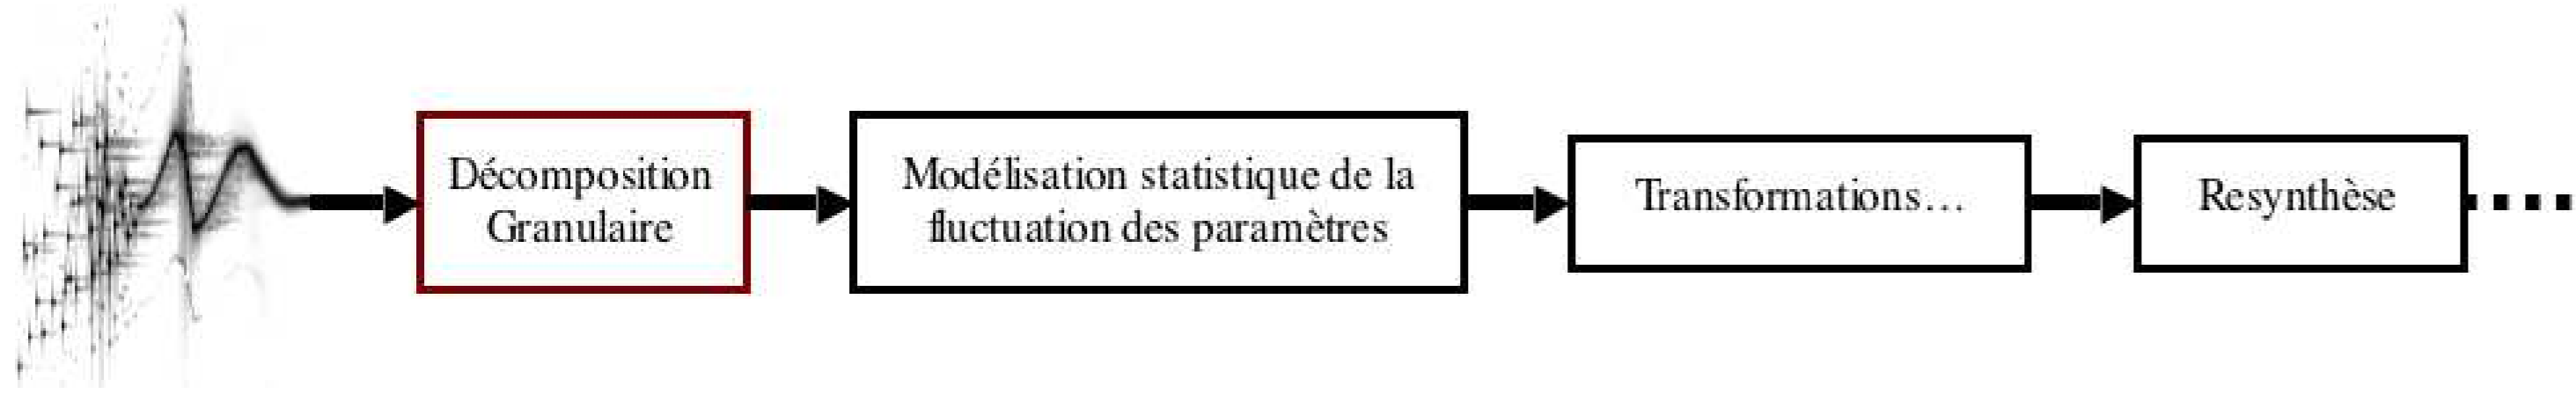 Décomposition
Granulaire
Modélisation statistique de la
fluctuation des paramètres
Transformations…
Resynthèse